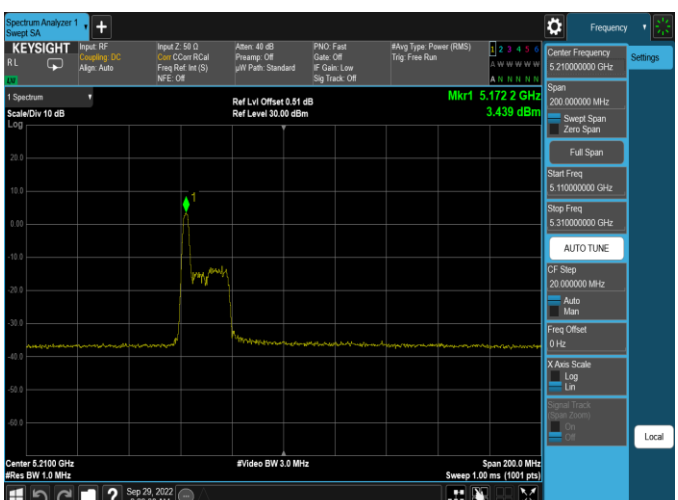 Spectrum Analyzer 1
Swept SA
+
Frequency
KEYSIGHT
RL
Input: RF
Coupling: DC
Align: Auto
Input Z: 50 Ω
Corr CCorr RCal
Freq Ref: Int (S)
NFE: Off
Atten: 40 dB
Preamp: Off
µW Path: Standard
PNO: Fast
Gate: Off
IF Gain: Low
Sig Track: Off
#Avg Type: Power (RMS)
Trig: Free Run
1 2 3 4 5 6
A W W W W W
A N N N N N
1 Spectrum
Scale/Div 10 dB
Log
Ref Lvl Offset 0.51 dB
Ref Level 30.00 dBm
Mkr1 5.172 2 GHz
3.439 dBm
20.0
10.0
0.00
-10.0
-20.0
-30.0
-40.0
-50.0
-60.0
1
Center 5.2100 GHz
#Res BW 1.0 MHz
#Video BW 3.0 MHz
Span 200.0 MHz
Sweep 1.00 ms (1001 pts)
Center Frequency
5.210000000 GHz
Span
200.000000 MHz
Swept Span
Zero Span
Full Span
Start Freq
5.110000000 GHz
Stop Freq
5.310000000 GHz
AUTO TUNE
CF Step
20.000000 MHz
Auto
Man
Freq Offset
0 Hz
X Axis Scale
Log
Lin
Signal Track
(Span Zoom)
On
Off
Settings
Local
?
Sep 29, 2022